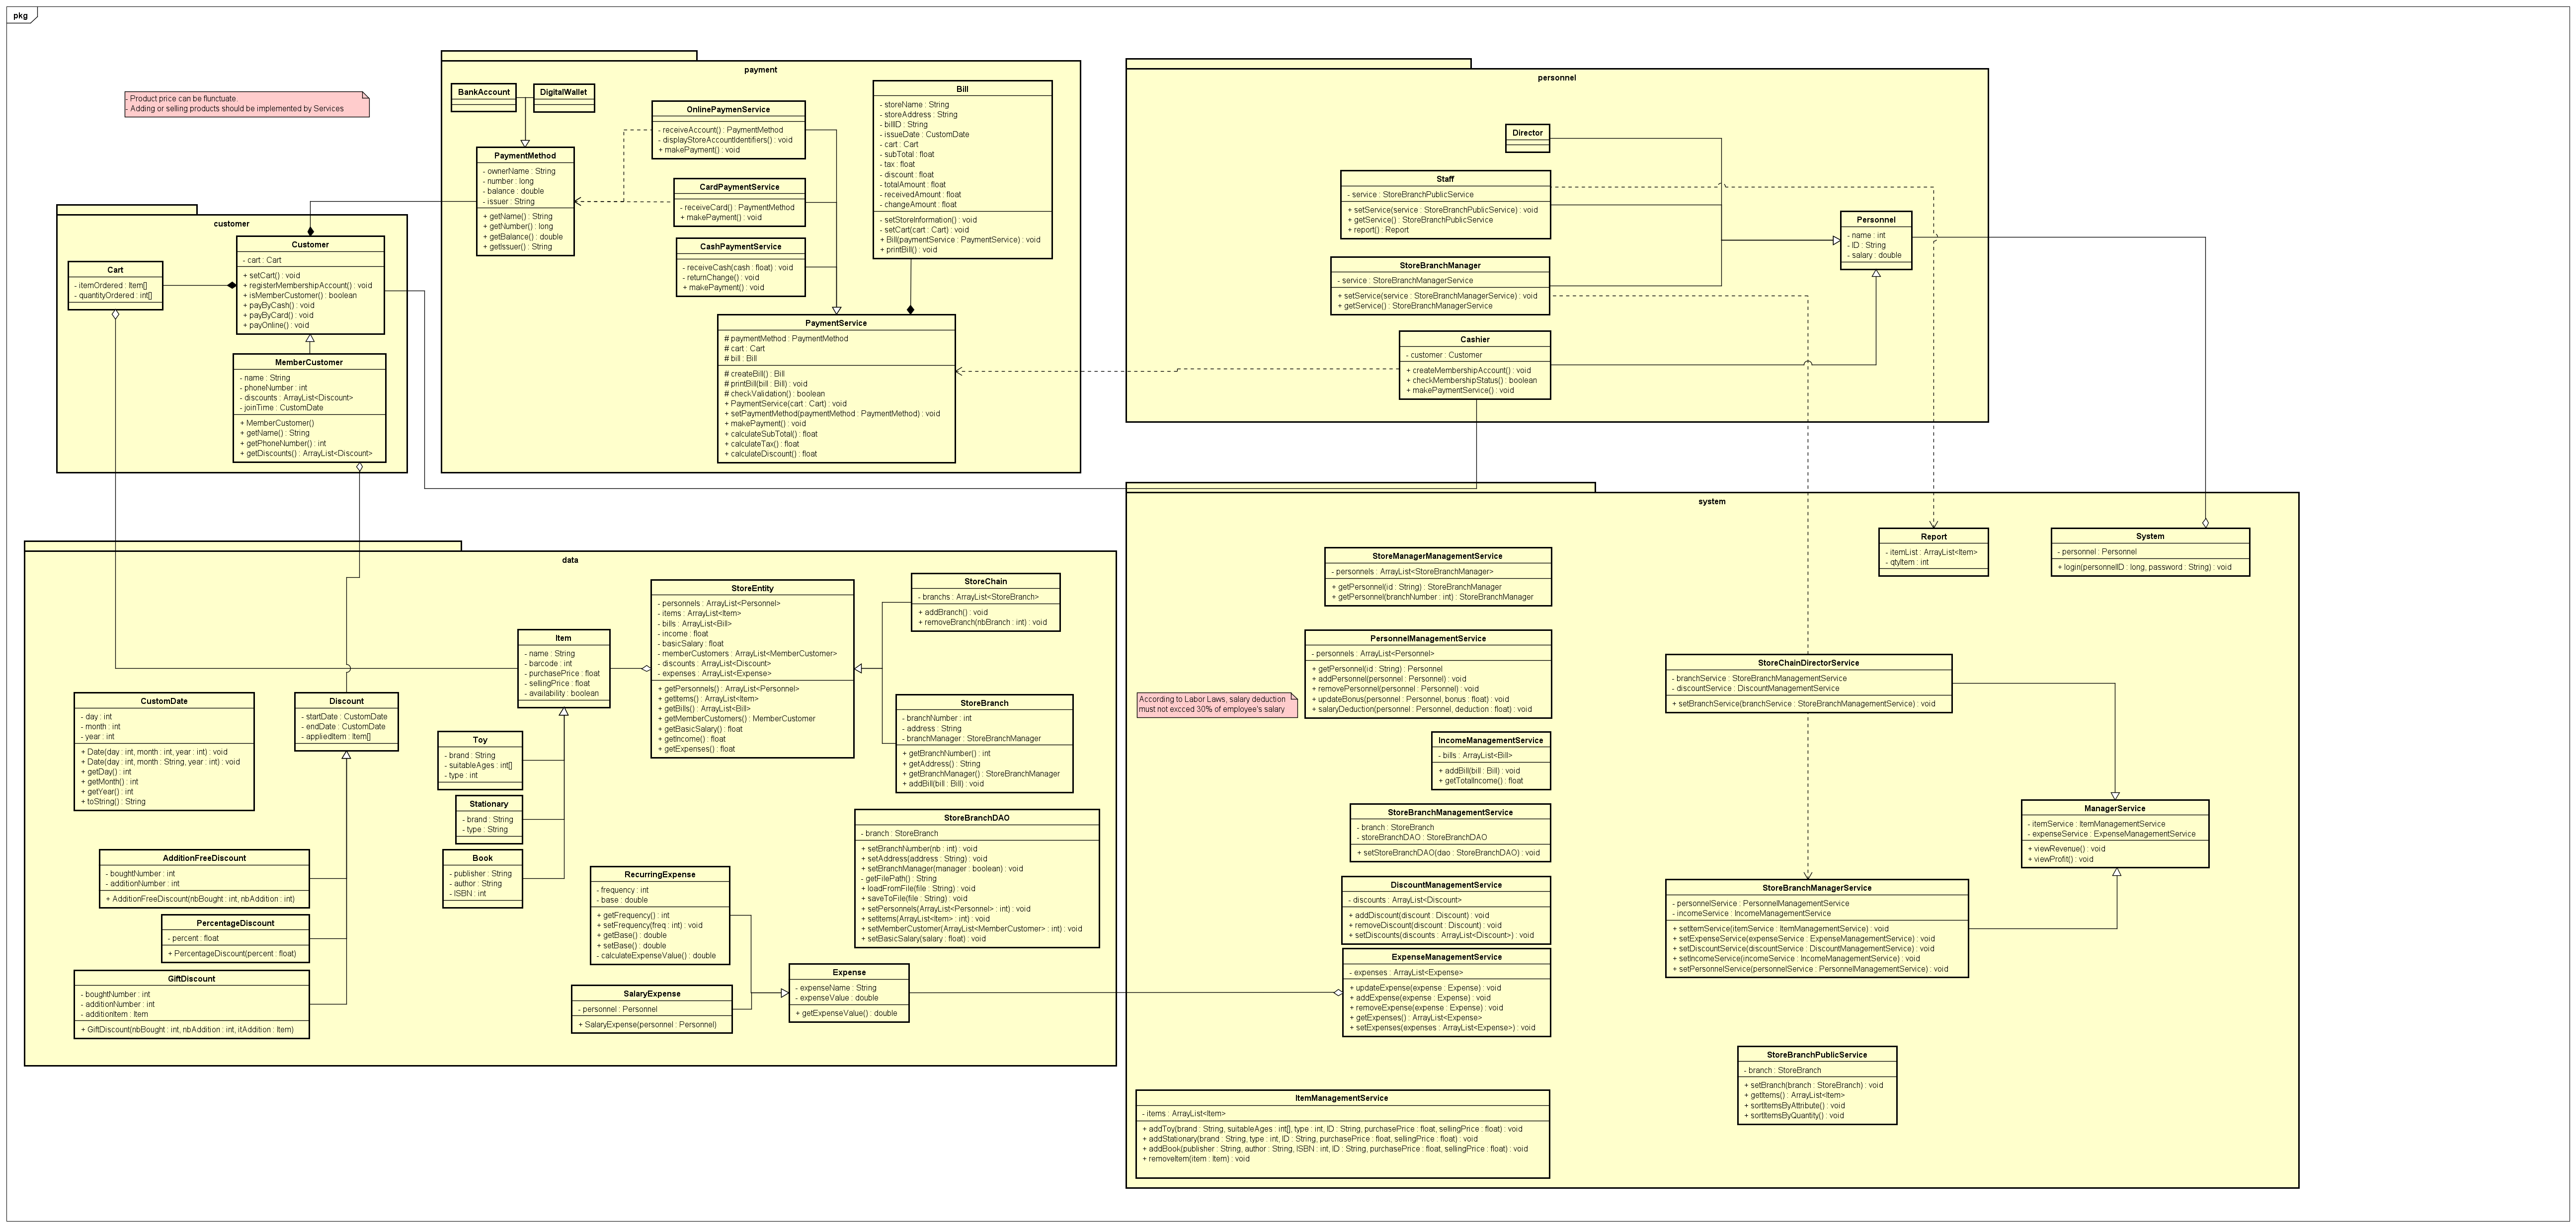 pkg
- Product price can be flunctuate.
- Adding or selling products should be implemented by Services
customer
Cart
- itemOrdered : Item[]
- quantityOrdered : int[]
Customer
- cart : Cart
+ setCart() : void
+ registerMembershipAccount() : void
+ isMemberCustomer() : boolean
+ payByCash() : void
+ payByCard() : void
+ payOnline() : void
MemberCustomer
- name : String
- phoneNumber : int
- discounts : ArrayList<Discount>
- joinTime : CustomDate
+ MemberCustomer()
+ getName() : String
+ getPhoneNumber() : int
+ getDiscounts() : ArrayList<Discount>
payment
BankAccount
DigitalWallet
PaymentMethod
- ownerName : String
- number : long
- balance : double
- issuer : String
+ getName() : String
+ getNumber() : long
+ getBalance() : double
+ getIssuer() : String
OnlinePaymenService
- receiveAccount() : PaymentMethod
- displayStoreAccountIdentifiers() : void
+ makePayment() : void
CardPaymentService
- receiveCard() : PaymentMethod
+ makePayment() : void
CashPaymentService
- receiveCash(cash : float) : void
- returnChange() : void
+ makePayment() : void
Bill
- storeName : String
- storeAddress : String
- billID : String
- issueDate : CustomDate
- cart : Cart
- subTotal : float
- tax : float
- discount : float
- totalAmount : float
- receivedAmount : float
- changeAmount : float
- setStoreInformation() : void
- setCart(cart : Cart) : void
+ Bill(paymentService : PaymentService) : void
+ printBill() : void
PaymentService
# paymentMethod : PaymentMethod
# cart : Cart
# bill : Bill
# createBill() : Bill
# printBill(bill : Bill) : void
# checkValidation() : boolean
+ PaymentService(cart : Cart) : void
+ setPaymentMethod(paymentMethod : PaymentMethod) : void
+ makePayment() : void
+ calculateSubTotal() : float
+ calculateTax() : float
+ calculateDiscount() : float
personnel
Director
Staff
- service : StoreBranchPublicService
+ setService(service : StoreBranchPublicService) : void
+ getService() : StoreBranchPublicService
+ report() : Report
StoreBranchManager
- service : StoreBranchManagerService
+ setService(service : StoreBranchManagerService) : void
+ getService() : StoreBranchManagerService
Cashier
- customer : Customer
+ createMembershipAccount() : void
+ checkMembershipStatus() : boolean
+ makePaymentService() : void
Personnel
- name : int
- ID : String
- salary : double
data
CustomDate
- day : int
- month : int
- year : int
+ Date(day : int, month : int, year : int) : void
+ Date(day : int, month : String, year : int) : void
+ getDay() : int
+ getMonth() : int
+ getYear() : int
+ toString() : String
Discount
- startDate : CustomDate
- endDate : CustomDate
- appliedItem : Item[]
AdditionFreeDiscount
- boughtNumber : int
- additionNumber : int
+ AdditionFreeDiscount(nbBought : int, nbAddition : int)
PercentageDiscount
- percent : float
+ PercentageDiscount(percent : float)
GiftDiscount
- boughtNumber : int
- additionNumber : int
- additionItem : Item
+ GiftDiscount(nbBought : int, nbAddition : int, itAddition : Item)
Item
- name : String
- barcode : int
- purchasePrice : float
- sellingPrice : float
- availability : boolean
Toy
- brand : String
- suitableAges : int[]
- type : int
Stationary
- brand : String
- type : String
Book
- publisher : String
- author : String
- ISBN : int
StoreEntity
- personnels : ArrayList<Personnel>
- items : ArrayList<Item>
- bills : ArrayList<Bill>
- income : float
- basicSalary : float
- memberCustomers : ArrayList<MemberCustomer>
- discounts : ArrayList<Discount>
- expenses : ArrayList<Expense>
+ getPersonnels() : ArrayList<Personnel>
+ getItems() : ArrayList<Item>
+ getBills() : ArrayList<Bill>
+ getMemberCustomers() : MemberCustomer
+ getBasicSalary() : float
+ getIncome() : float
+ getExpenses() : float
StoreChain
- branchs : ArrayList<StoreBranch>
+ addBranch() : void
+ removeBranch(nbBranch : int) : void
StoreBranch
- branchNumber : int
- address : String
- branchManager : StoreBranchManager
+ getBranchNumber() : int
+ getAddress() : String
+ getBranchManager() : StoreBranchManager
+ addBill(bill : Bill) : void
StoreBranchDAO
- branch : StoreBranch
+ setBranchNumber(nb : int) : void
+ setAddress(address : String) : void
+ setBranchManager(manager : boolean) : void
- getFilePath() : String
+ loadFromFile(file : String) : void
+ saveToFile(file : String) : void
+ setPersonnels(ArrayList<Personnel> : int) : void
+ setItems(ArrayList<Item> : int) : void
+ setMemberCustomer(ArrayList<MemberCustomer> : int) : void
+ setBasicSalary(salary : float) : void
RecurringExpense
- frequency : int
- base : double
+ getFrequency() : int
+ setFrequency(freq : int) : void
+ getBase() : double
+ setBase() : double
- calculateExpenseValue() : double
SalaryExpense
- personnel : Personnel
+ SalaryExpense(personnel : Personnel)
Expense
- expenseName : String
- expenseValue : double
+ getExpenseValue() : double
system
StoreManagerManagementService
- personnels : ArrayList<StoreBranchManager>
+ getPersonnel(id : String) : StoreBranchManager
+ getPersonnel(branchNumber : int) : StoreBranchManager
PersonnelManagementService
- personnels : ArrayList<Personnel>
+ getPersonnel(id : String) : Personnel
+ addPersonnel(personnel : Personnel) : void
+ removePersonnel(personnel : Personnel) : void
+ updateBonus(personnel : Personnel, bonus : float) : void
+ salaryDeduction(personnel : Personnel, deduction : float) : void
According to Labor Laws, salary deduction
must not excced 30% of employee's salary
IncomeManagementService
- bills : ArrayList<Bill>
+ addBill(bill : Bill) : void
+ getTotalIncome() : float
StoreBranchManagementService
- branch : StoreBranch
- storeBranchDAO : StoreBranchDAO
+ setStoreBranchDAO(dao : StoreBranchDAO) : void
DiscountManagementService
- discounts : ArrayList<Discount>
+ addDiscount(discount : Discount) : void
+ removeDiscount(discount : Discount) : void
+ setDiscounts(discounts : ArrayList<Discount>) : void
ExpenseManagementService
- expenses : ArrayList<Expense>
+ updateExpense(expense : Expense) : void
+ addExpense(expense : Expense) : void
+ removeExpense(expense : Expense) : void
+ getExpenses() : ArrayList<Expense>
+ setExpenses(expenses : ArrayList<Expense>) : void
ItemManagementService
- items : ArrayList<Item>
+ addToy(brand : String, suitableAges : int[], type : int, ID : String, purchasePrice : float, sellingPrice : float) : void
+ addStationary(brand : String, type : int, ID : String, purchasePrice : float, sellingPrice : float) : void
+ addBook(publisher : String, author : String, ISBN : int, ID : String, purchasePrice : float, sellingPrice : float) : void
+ removeItem(item : Item) : void
Report
- itemList : ArrayList<Item>
- qtyItem : int
System
- personnel : Personnel
+ login(personnelID : long, password : String) : void
StoreChainDirectorService
- branchService : StoreBranchManagementService
- discountService : DiscountManagementService
+ setBranchService(branchService : StoreBranchManagementService) : void
ManagerService
- itemService : ItemManagementService
- expenseService : ExpenseManagementService
+ viewRevenue() : void
+ viewProfit() : void
StoreBranchManagerService
- personnelService : PersonnelManagementService
- incomeService : IncomeManagementService
+ setItemService(itemService : ItemManagementService) : void
+ setExpenseService(expenseService : ExpenseManagementService) : void
+ setDiscountService(discountService : DiscountManagementService) : void
+ setIncomeService(incomeService : IncomeManagementService) : void
+ setPersonnelService(personnelService : PersonnelManagementService) : void
StoreBranchPublicService
- branch : StoreBranch
+ setBranch(branch : StoreBranch) : void
+ getItems() : ArrayList<Item>
+ sortItemsByAttribute() : void
+ sortItemsByQuantity() : void